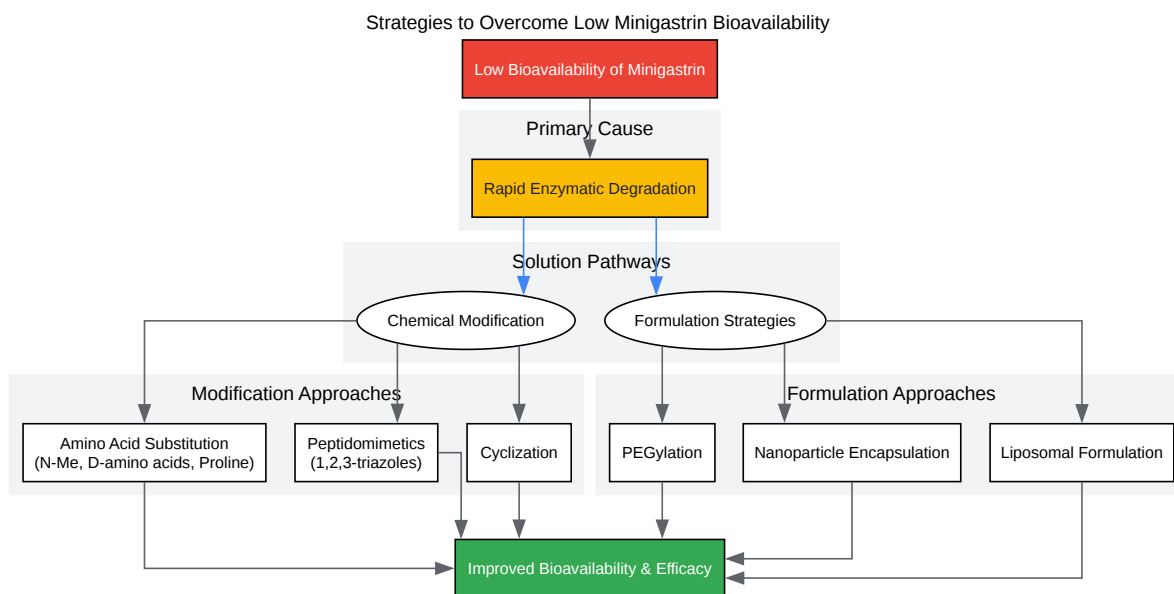 Strategies to Overcome Low Minigastrin Bioavailability
Low Bioavailability of Minigastrin
Primary Cause
Rapid Enzymatic Degradation
Solution Pathways
Chemical Modification
Formulation Strategies
Modification Approaches
Formulation Approaches
Amino Acid Substitution
(N-Me, D-amino acids, Proline)
Peptidomimetics
(1,2,3-triazoles)
Cyclization
PEGylation
Nanoparticle Encapsulation
Liposomal Formulation
Improved Bioavailability & Efficacy